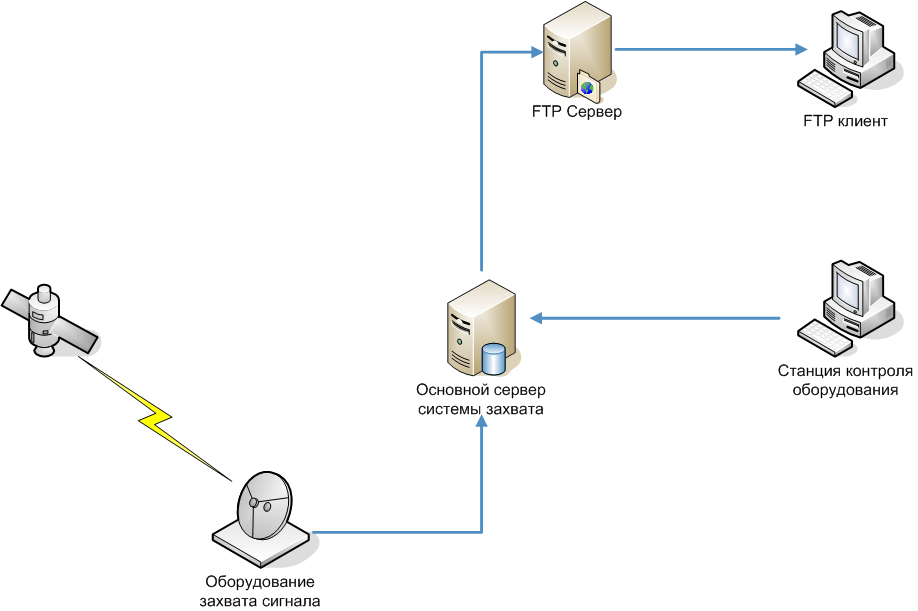 FTP Сервер
FTP клиент
Основной сервер
системы захвата
Станция контроля
оборудования
Оборудование
захвата сигнала